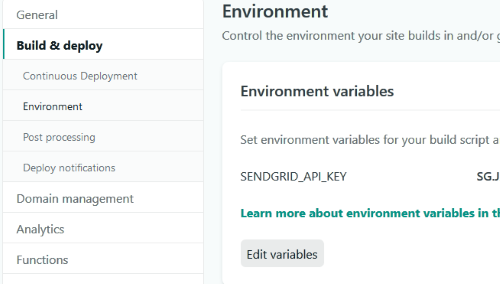 General
Build & deploy
Continuous Deployment
Environment
Post processing
Deploy notifications
Domain management
Analytics
Functions
Environment
Control the environment your site builds in and/or
Environment variables
Set environment variables for your build script
SENDGRID_API_KEY SG.J
Learn more about environment variables in
Edit variables